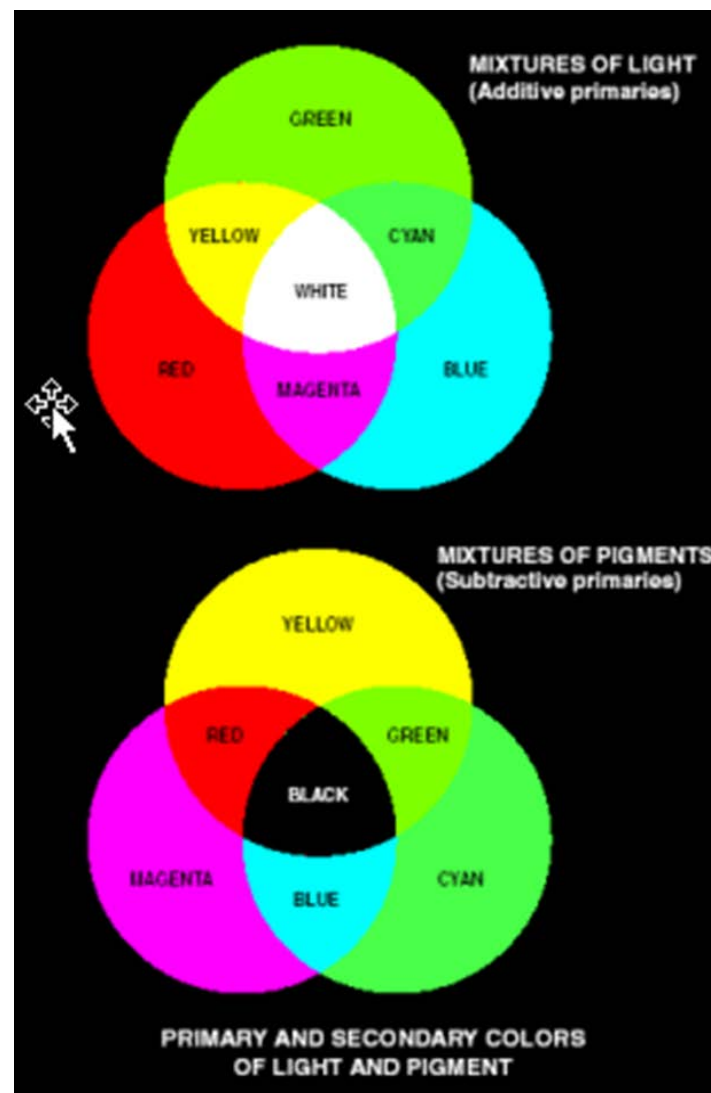 MIXTURES OF LIGHT
(Additive primaries)
GREEN
YELLOW
CYAN
WHITE
RED
MAGENTA
BLUE
MIXTURES OF PIGMENTS
(Subtractive primaries)
YELLOW
RED
GREEN
BLACK
MAGENTA
BLUE
CYAN
PRIMARY AND SECONDARY COLORS
OF LIGHT AND PIGMENT